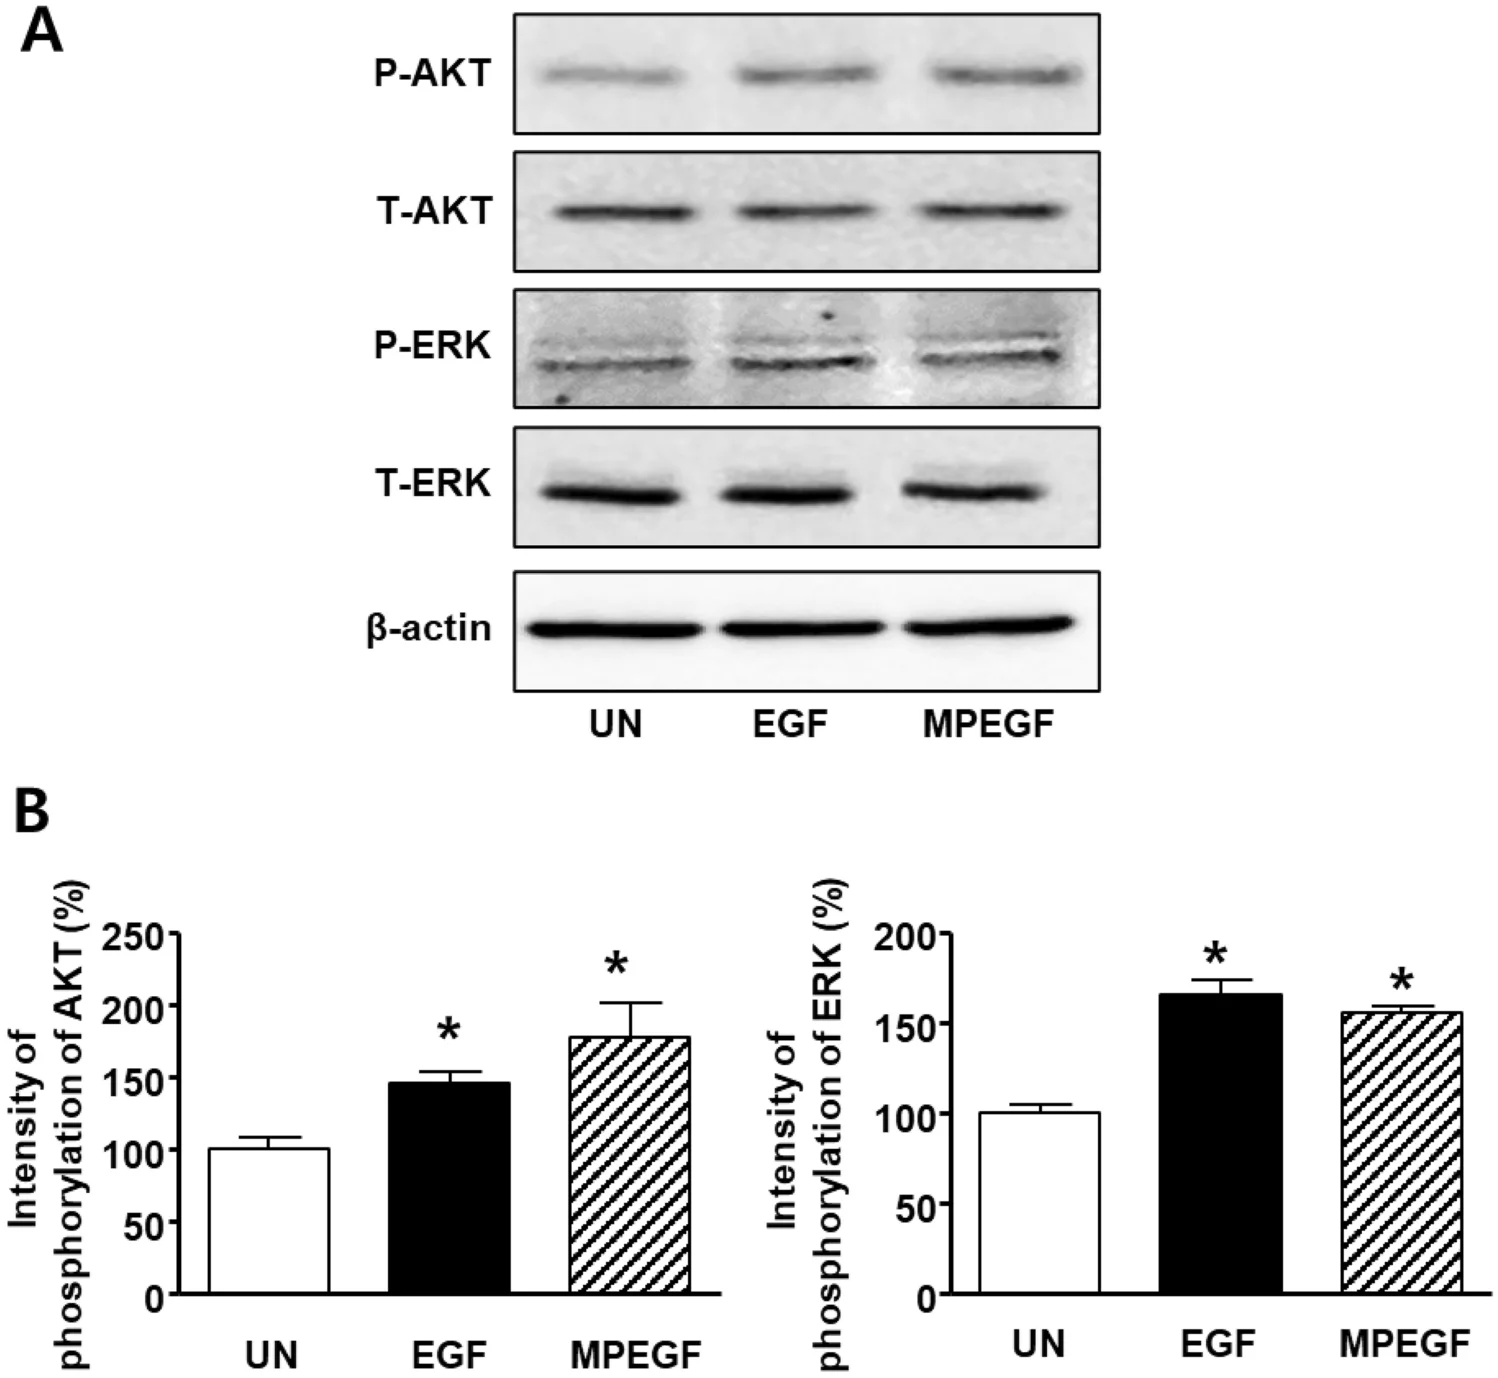 A
P-AKT
T-AKT
P-ERK
T-ERK
β-actin
UN EGF MPEGF
B
Intensity of
phosphorylation of AKT (%)
250
200
150
100
50
0
*
*
UN EGF MPEGF
Intensity of
phosphorylation of ERK (%)
200
150
100
50
0
*
*
UN EGF MPEGF